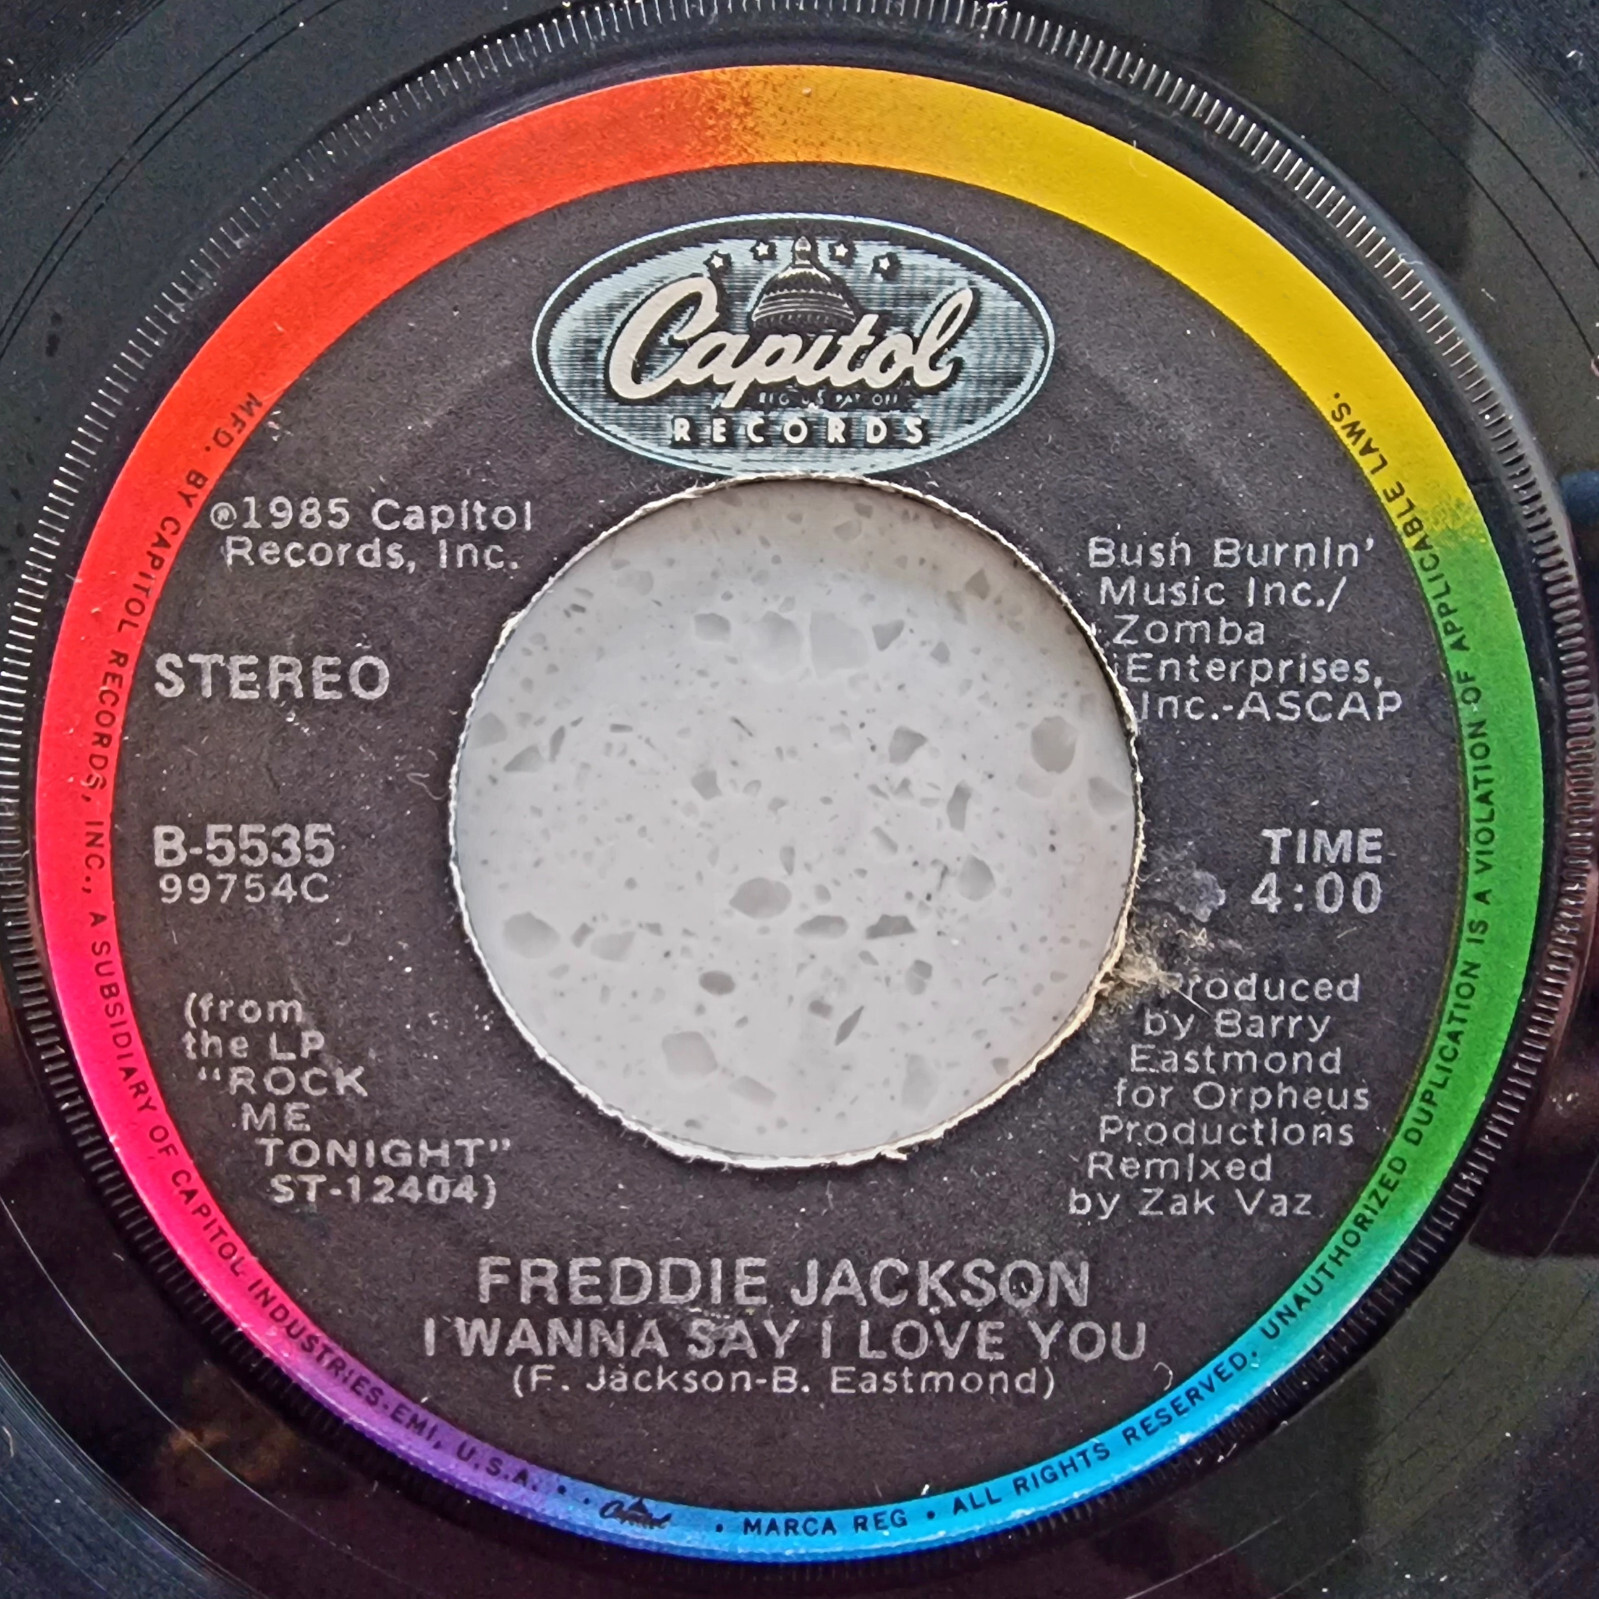 Capitol
REG. U.S. PAT. OFF.
RECORDS
℗1985 Capitol
Records, Inc.
STEREO
B-5535
99754C
(from
the LP
"ROCK
ME
TONIGHT"
ST-12404)
Bush Burnin'
Music Inc./
Zomba
Enterprises,
Inc.-ASCAP
TIME
4:00
Produced
by Barry
Eastmond
for Orpheus
Productions
Remixed
by Zak Vaz
FREDDIE JACKSON
I WANNA SAY I LOVE YOU
(F. Jackson-B. Eastmond)
MFD. BY CAPITOL RECORDS, INC., A SUBSIDIARY OF CAPITOL INDUSTRIES-EMI, U.S.A. • • Capitol • MARCA REG • ALL RIGHTS RESERVED. UNAUTHORIZED DUPLICATION IS A VIOLATION OF APPLICABLE LAWS.